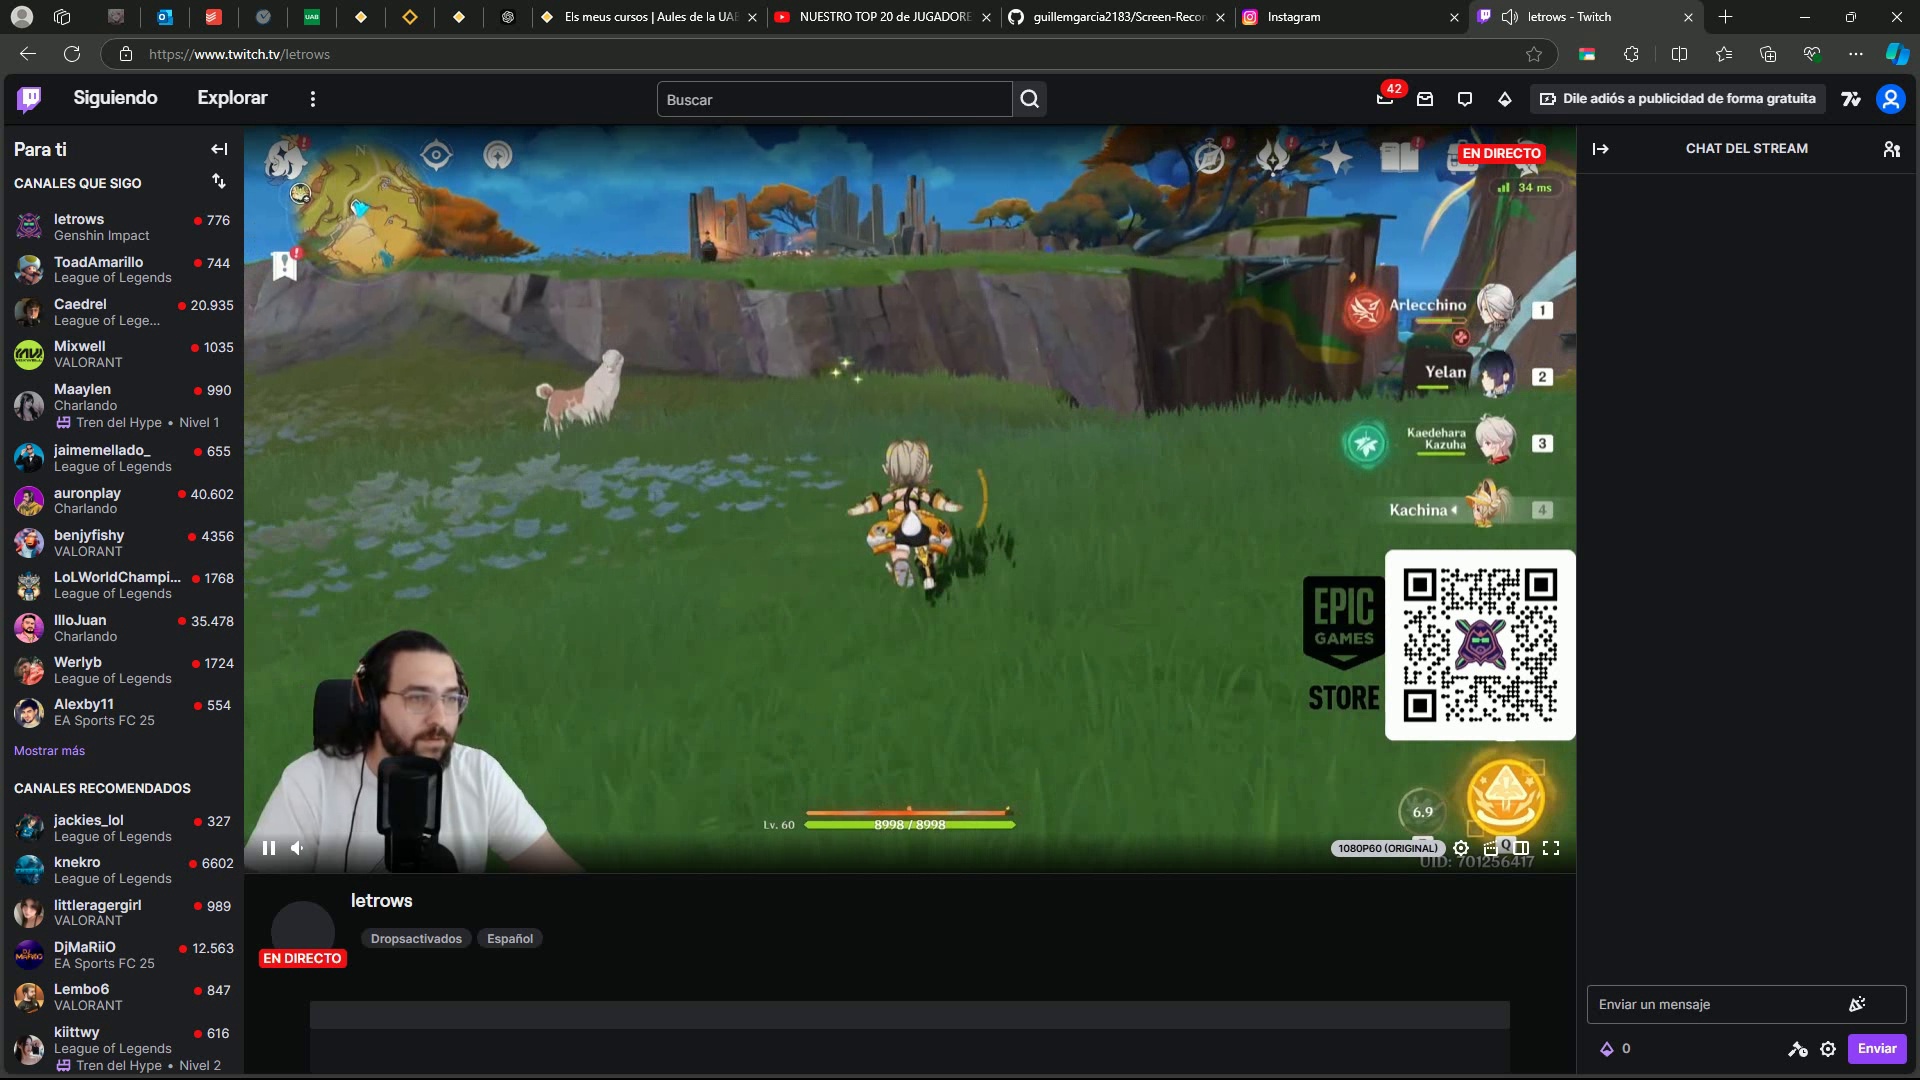 Els meus cursos | Aules de la UAB
NUESTRO TOP 20 de JUGADORE
guillemgarcia2183/Screen-Recor
Instagram
letrows - Twitch
https://www.twitch.tv/letrows
Siguiendo
Explorar
Buscar
42
Dile adiós a publicidad de forma gratuita
Para ti
CANALES QUE SIGO
letrows
776
Genshin Impact
ToadAmarillo
744
League of Legends
Caedrel
20.935
League of Lege...
Mixwell
1035
VALORANT
Maaylen
990
Charlando
Tren del Hype • Nivel 1
jaimemellado_
655
League of Legends
auronplay
40.602
Charlando
benjyfishy
4356
VALORANT
LoLWorldChampi...
1768
League of Legends
IlloJuan
35.478
Charlando
Werlyb
1724
League of Legends
Alexby11
554
EA Sports FC 25
Mostrar más
CANALES RECOMENDADOS
jackies_lol
327
League of Legends
knekro
6602
League of Legends
littleragergirl
989
VALORANT
DjMaRiiO
12.563
EA Sports FC 25
Lembo6
847
VALORANT
kiittwy
616
League of Legends
Tren del Hype • Nivel 2
N
EN DIRECTO
34 ms
Arlecchino
1
Yelan
2
Kaedehara
Kazuha
3
Kachina
4
EPIC
GAMES
STORE
6.9
Q
Lv. 60
8998 / 8998
1080P60 (ORIGINAL)
UID: 701256417
letrows
Dropsactivados
Español
EN DIRECTO
CHAT DEL STREAM
Enviar un mensaje
0
Enviar